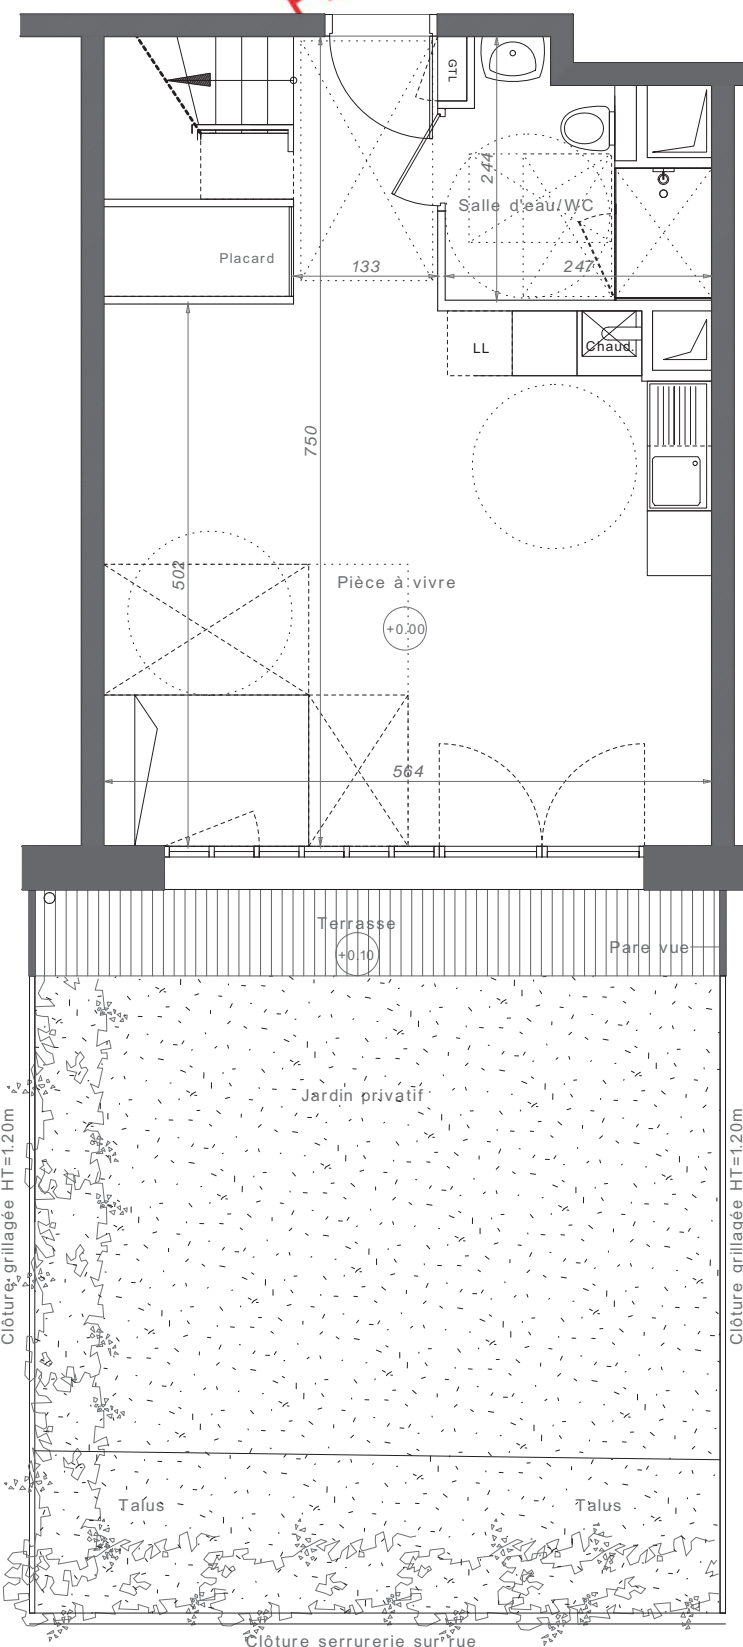 GTL
244
Salle d'eau/WC
Placard
133
247
LL
Chaud.
750
502
Pièce à vivre
+0.00
564
Terrasse
+0.10
Pare vue
Jardin privatif
Clôture grillagée HT=1.20m
Clôture grillagée HT=1.20m
Talus
Talus
Clôture serrurerie sur rue